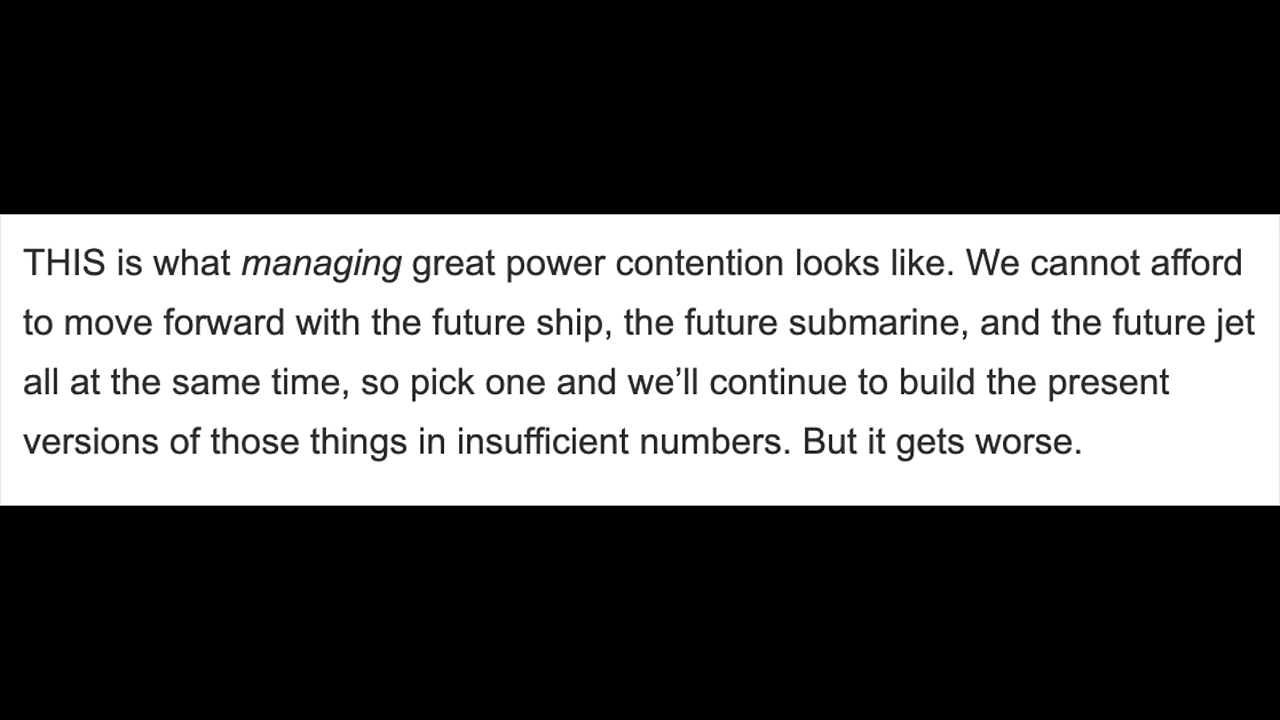 THIS is what managing great power contention looks like. We cannot afford
to move forward with the future ship, the future submarine, and the future jet
all at the same time, so pick one and we’ll continue to build the present
versions of those things in insufficient numbers. But it gets worse.